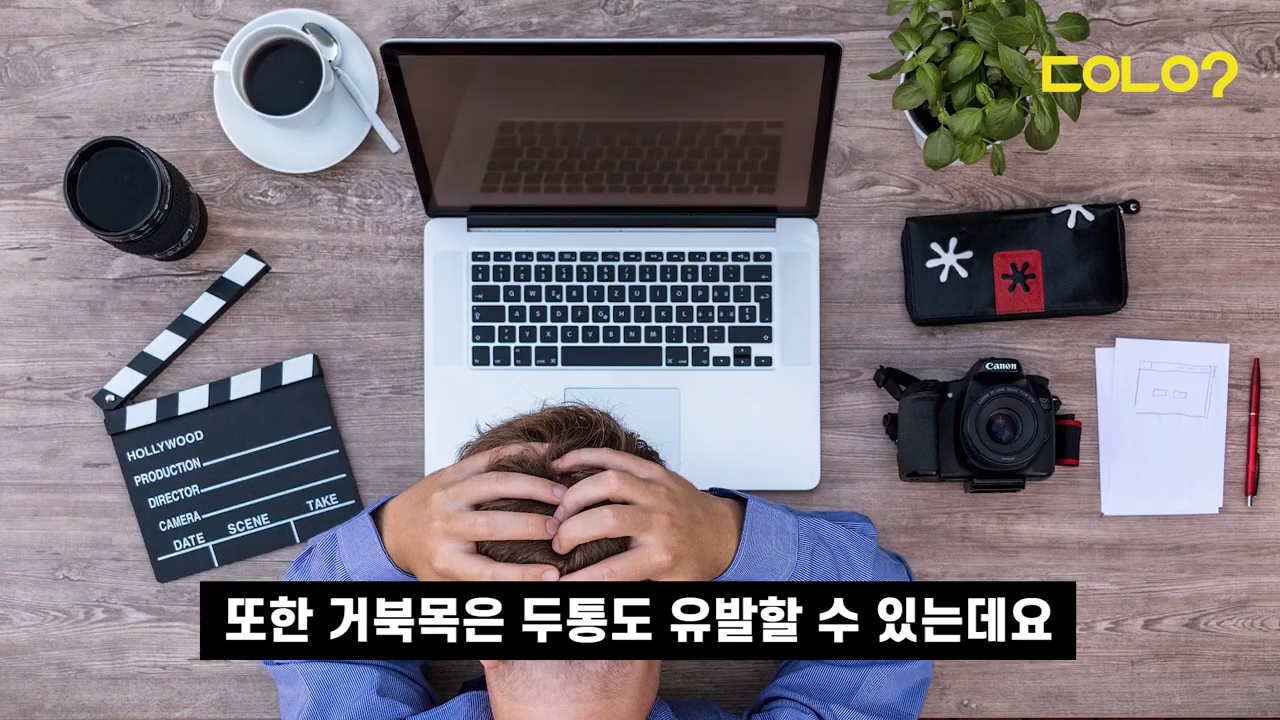 ㄷㅇㄴㅇ?
Canon
HOLLYWOOD
PRODUCTION
DIRECTOR
CAMERA
DATE SCENE TAKE
또한 거북목은 두통도 유발할 수 있는데요